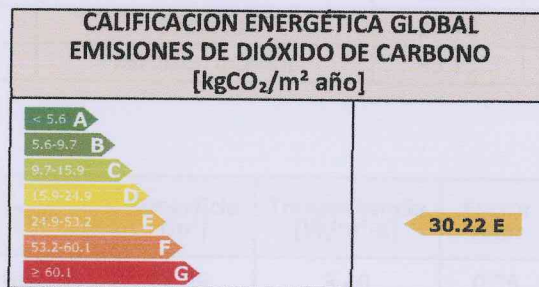 CALIFICACION ENERGÉTICA GLOBAL
EMISIONES DE DIÓXIDO DE CARBONO
[kgCO₂/m² año]
< 5.6 A
5.6-9.7 B
9.7-15.9 C
15.9-24.9 D
24.9-53.2 E
30.22 E
53.2-60.1 F
≥ 60.1 G